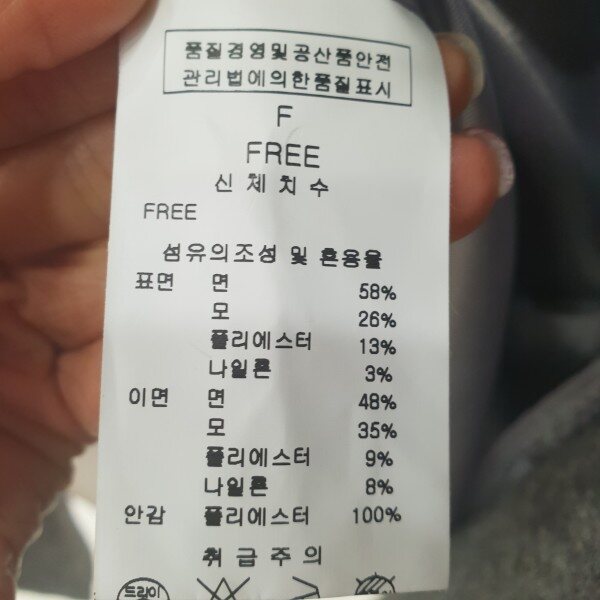 품질경영및공산품안전
관리법에의한품질표시
F
FREE
신체치수
FREE
섬유의조성 및 혼용율
표면 면 58%
모 26%
폴리에스터 13%
나일론 3%
이면 면 48%
모 35%
폴리에스터 9%
나일론 8%
안감 폴리에스터 100%
취급주의
드라이